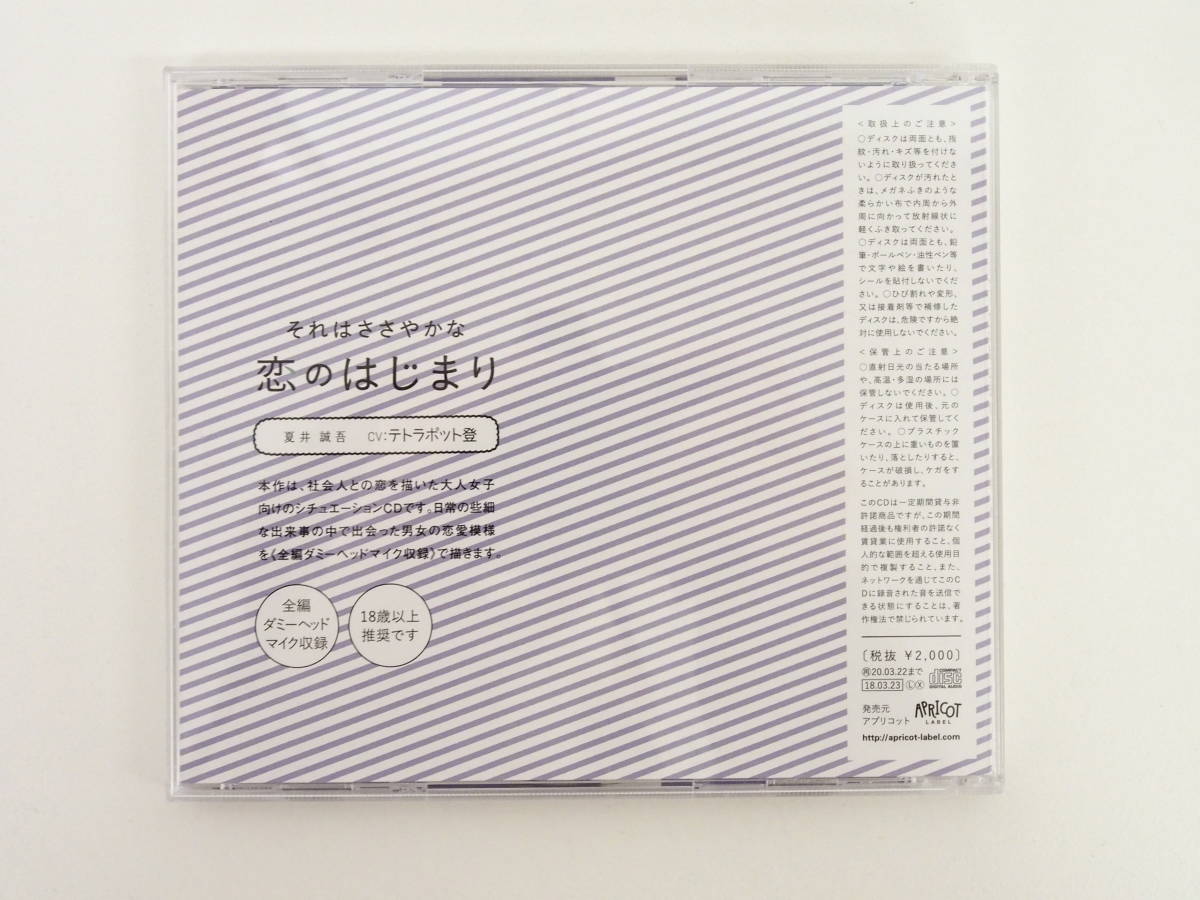 それはささやかな
恋のはじまり
夏井 誠吾 CV:テトラポット登
本作は、社会人との恋を描いた大人女子
向けのシチュエーションCDです。日常の些細
な出来事の中で出会った男女の恋愛模様
を《全編ダミーヘッドマイク収録》で描きます。
全編
ダミーヘッド
マイク収録
18歳以上
推奨です
<取扱上のご注意>
○ディスクは両面とも、指
紋・汚れ・キズ等を付けな
いように取り扱ってくださ
い。○ディスクが汚れたと
きは、メガネふきのような
柔らかい布で内周から外
周に向かって放射線状に
軽くふき取ってください。
○ディスクは両面とも、鉛
筆・ボールペン・油性ペン等
で文字や絵を書いたり、
シールを貼付しないでくだ
さい。○ひび割れや変形、
又は接着剤等で補修した
ディスクは、危険ですから絶
対に使用しないでください。
<保管上のご注意>
○直射日光の当たる場所
や、高温・多湿の場所には
保管しないでください。○
ディスクは使用後、元の
ケースに入れて保管してく
ださい。○プラスチック
ケースの上に重いものを置
いたり、落としたりすると、
ケースが破損し、ケガをす
ることがあります。
このCDは一定期間貸与非
許諾商品ですが、この期間
経過後も権利者の許諾なく
賃貸業に使用すること、個
人的な範囲を超える使用目
的で複製すること、また、
ネットワークを通じてこのC
Dに録音された音を送信で
きる状態にすることは、著
作権法で禁じられています。
〔税抜 ¥2,000〕
20.03.22まで
18.03.23 Ⓛ Ⓧ
COMPACT
disc
DIGITAL AUDIO
発売元
アプリコット
APRICOT
LABEL
http://apricot-label.com